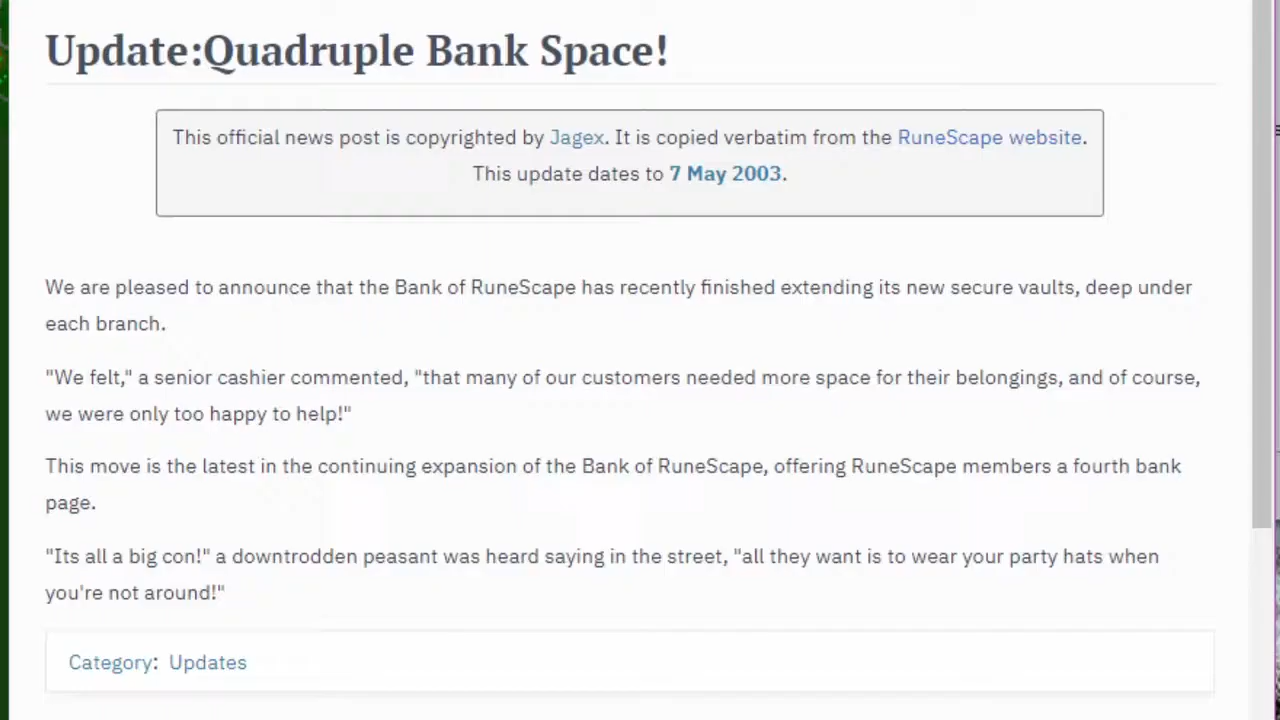 Update:Quadruple Bank Space!
This official news post is copyrighted by Jagex. It is copied verbatim from the RuneScape website.
This update dates to 7 May 2003.
We are pleased to announce that the Bank of RuneScape has recently finished extending its new secure vaults, deep under
each branch.
"We felt," a senior cashier commented, "that many of our customers needed more space for their belongings, and of course,
we were only too happy to help!"
This move is the latest in the continuing expansion of the Bank of RuneScape, offering RuneScape members a fourth bank
page.
"Its all a big con!" a downtrodden peasant was heard saying in the street, "all they want is to wear your party hats when
you're not around!"
Category: Updates